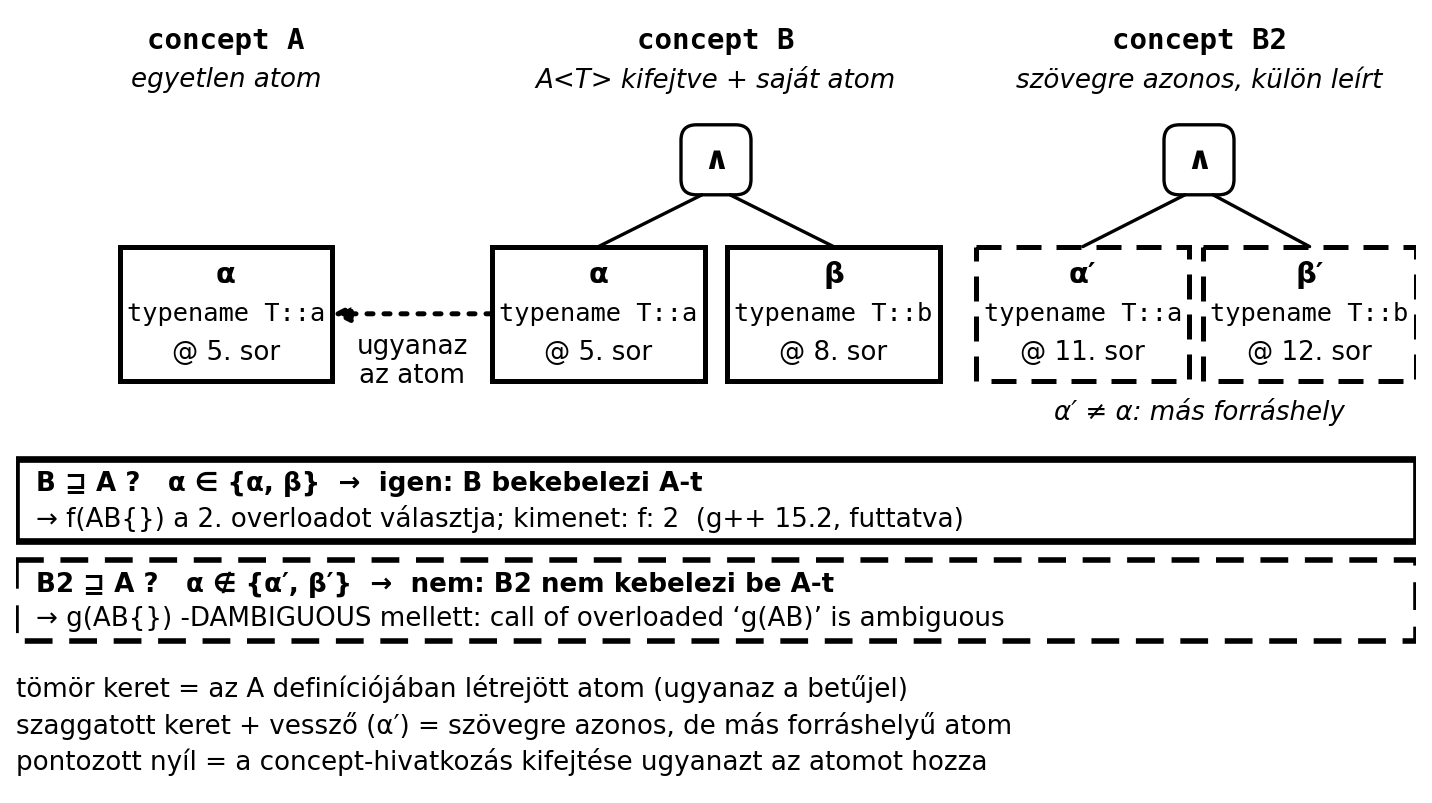 concept A
egyetlen atom
concept B
A<T> kifejtve + saját atom
concept B2
szövegre azonos, külön leírt
∧
∧
α
typename T::a
@ 5. sor
ugyanaz
az atom
α
typename T::a
@ 5. sor
β
typename T::b
@ 8. sor
α′
typename T::a
@ 11. sor
β′
typename T::b
@ 12. sor
α′ ≠ α: más forráshely
B ⊒ A ?   α ∈ {α, β}  →  igen: B bekebelezi A-t
→ f(AB{}) a 2. overloadot választja; kimenet: f: 2  (g++ 15.2, futtatva)
B2 ⊒ A ?   α ∉ {α′, β′}  →  nem: B2 nem kebelezi be A-t
→ g(AB{}) -DAMBIGUOUS mellett: call of overloaded ‘g(AB)’ is ambiguous
tömör keret = az A definíciójában létrejött atom (ugyanaz a betűjel)
szaggatott keret + vessző (α′) = szövegre azonos, de más forráshelyű atom
pontozott nyíl = a concept-hivatkozás kifejtése ugyanazt az atomot hozza